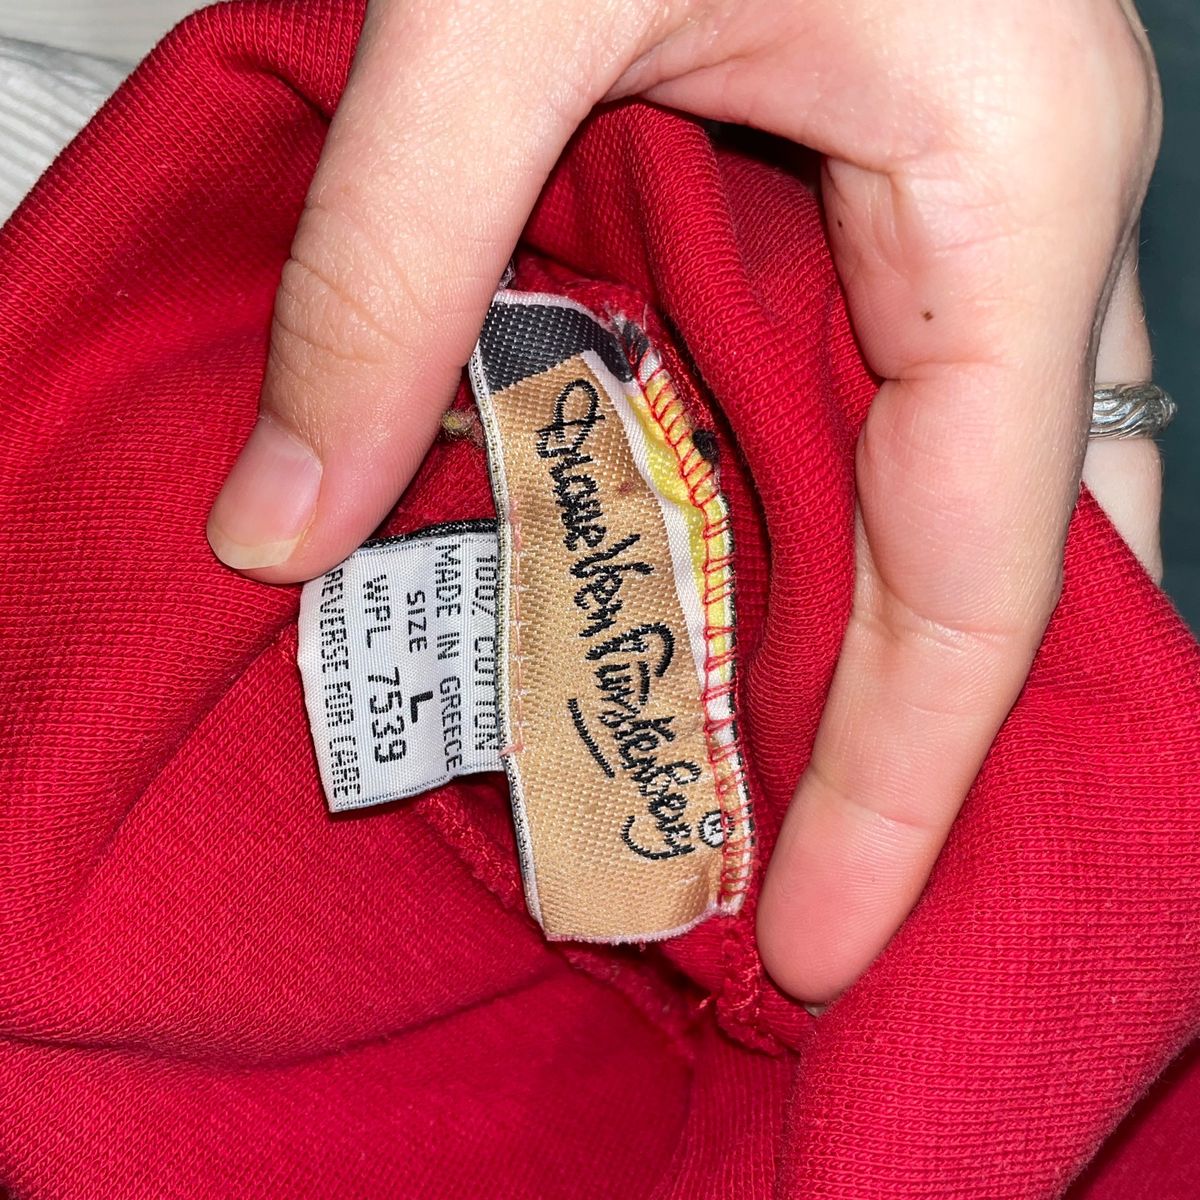 Diane Von Furstenberg
®
100% COTTON
MADE IN GREECE
SIZE L
WPL 7539
REVERSE FOR CARE